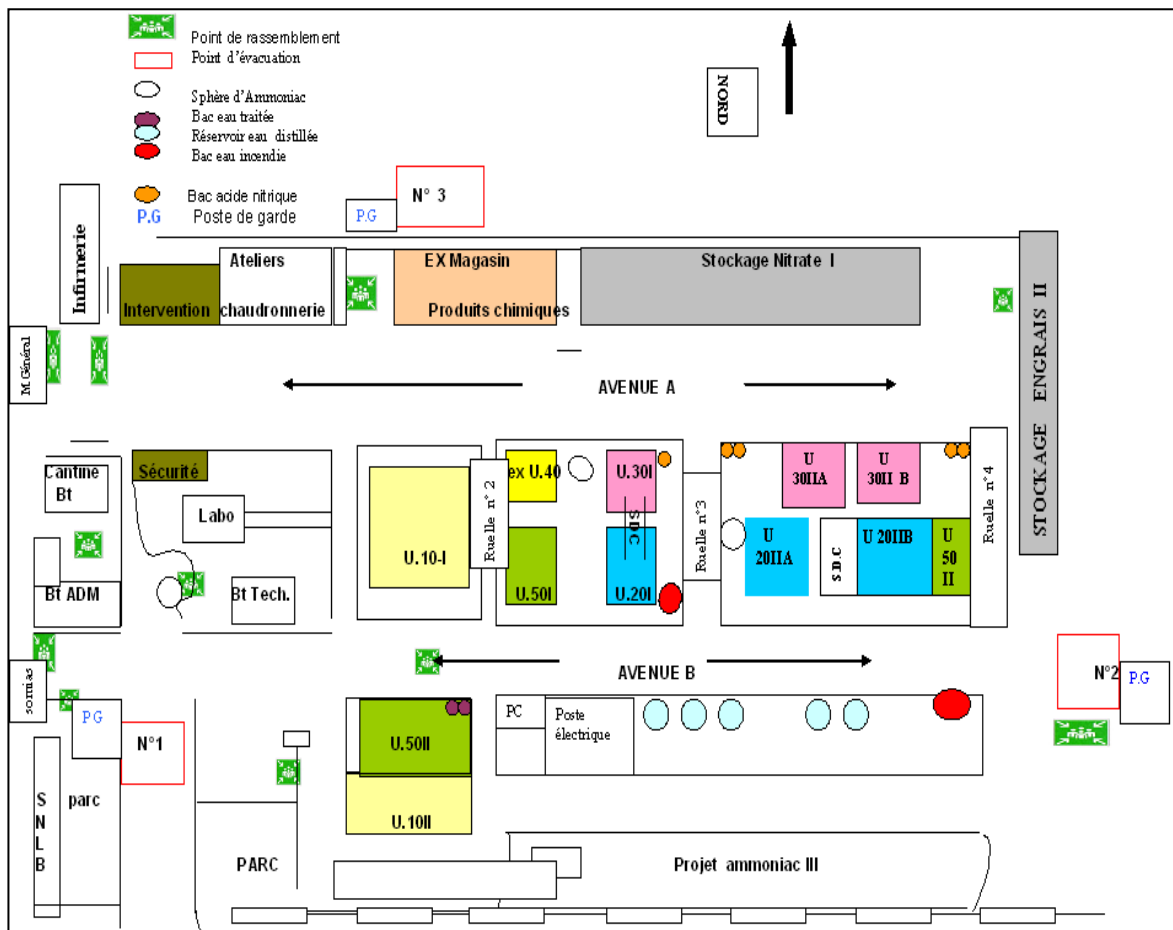 Point de rassemblement
Point d'évacuation
Sphère d'Ammoniac
Bac eau traitée
Réservoir eau distillée
Bac eau incendie
Bac acide nitrique
P.G Poste de garde
NORD
N° 3
P.G
Infirmerie
Ateliers
chaudronnerie
Intervention
EX Magasin
Produits chimiques
Stockage Nitrate I
STOCKAGE ENGRAIS II
M.Général
AVENUE A
Cantine
Bt
Sécurité
Labo
Bt ADM
Bt Tech.
U.10-I
Ruelle n° 2
ex U.40
U.30I
SDC
U.50I
U.20I
Ruelle n°3
U
30IIA
U
30II B
U
20IIA
S.D.C
U 20IIB
U
50
II
Ruelle n°4
AVENUE B
somias
P.G
N°1
N°2
P.G
U.50II
U.10II
PC
Poste
électrique
SNLB
parc
PARC
Projet ammoniac III